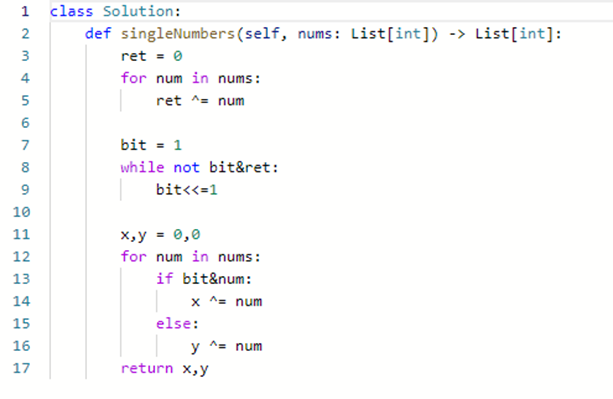 1 class Solution:
2     def singleNumbers(self, nums: List[int]) -> List[int]:
3         ret = 0
4         for num in nums:
5             ret ^= num
6
7         bit = 1
8         while not bit&ret:
9             bit<<=1
10
11         x,y = 0,0
12         for num in nums:
13             if bit&num:
14                 x ^= num
15             else:
16                 y ^= num
17         return x,y